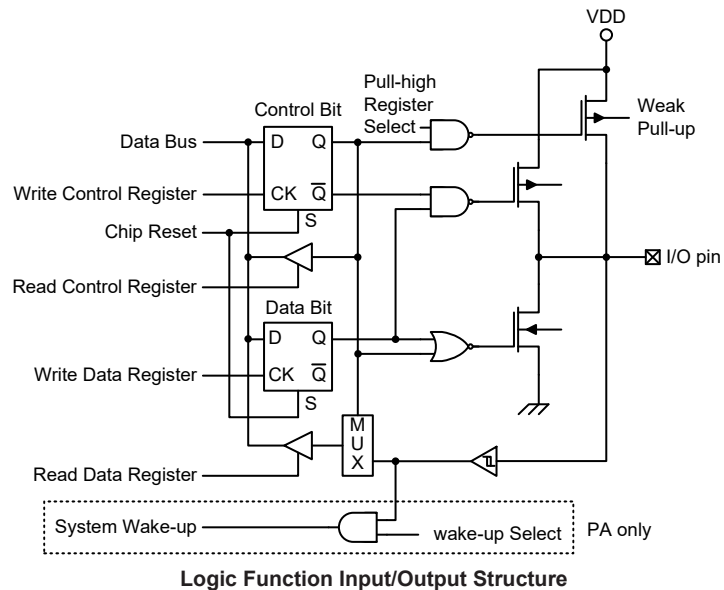 VDD
Pull-high
Register
Select
Weak
Pull-up
Control Bit
Data Bus
D Q
Write Control Register
CK Q̅
S
Chip Reset
I/O pin
Read Control Register
Data Bit
D Q
Write Data Register
CK Q̅
S
M
U
X
Read Data Register
System Wake-up
wake-up Select
PA only
Logic Function Input/Output Structure